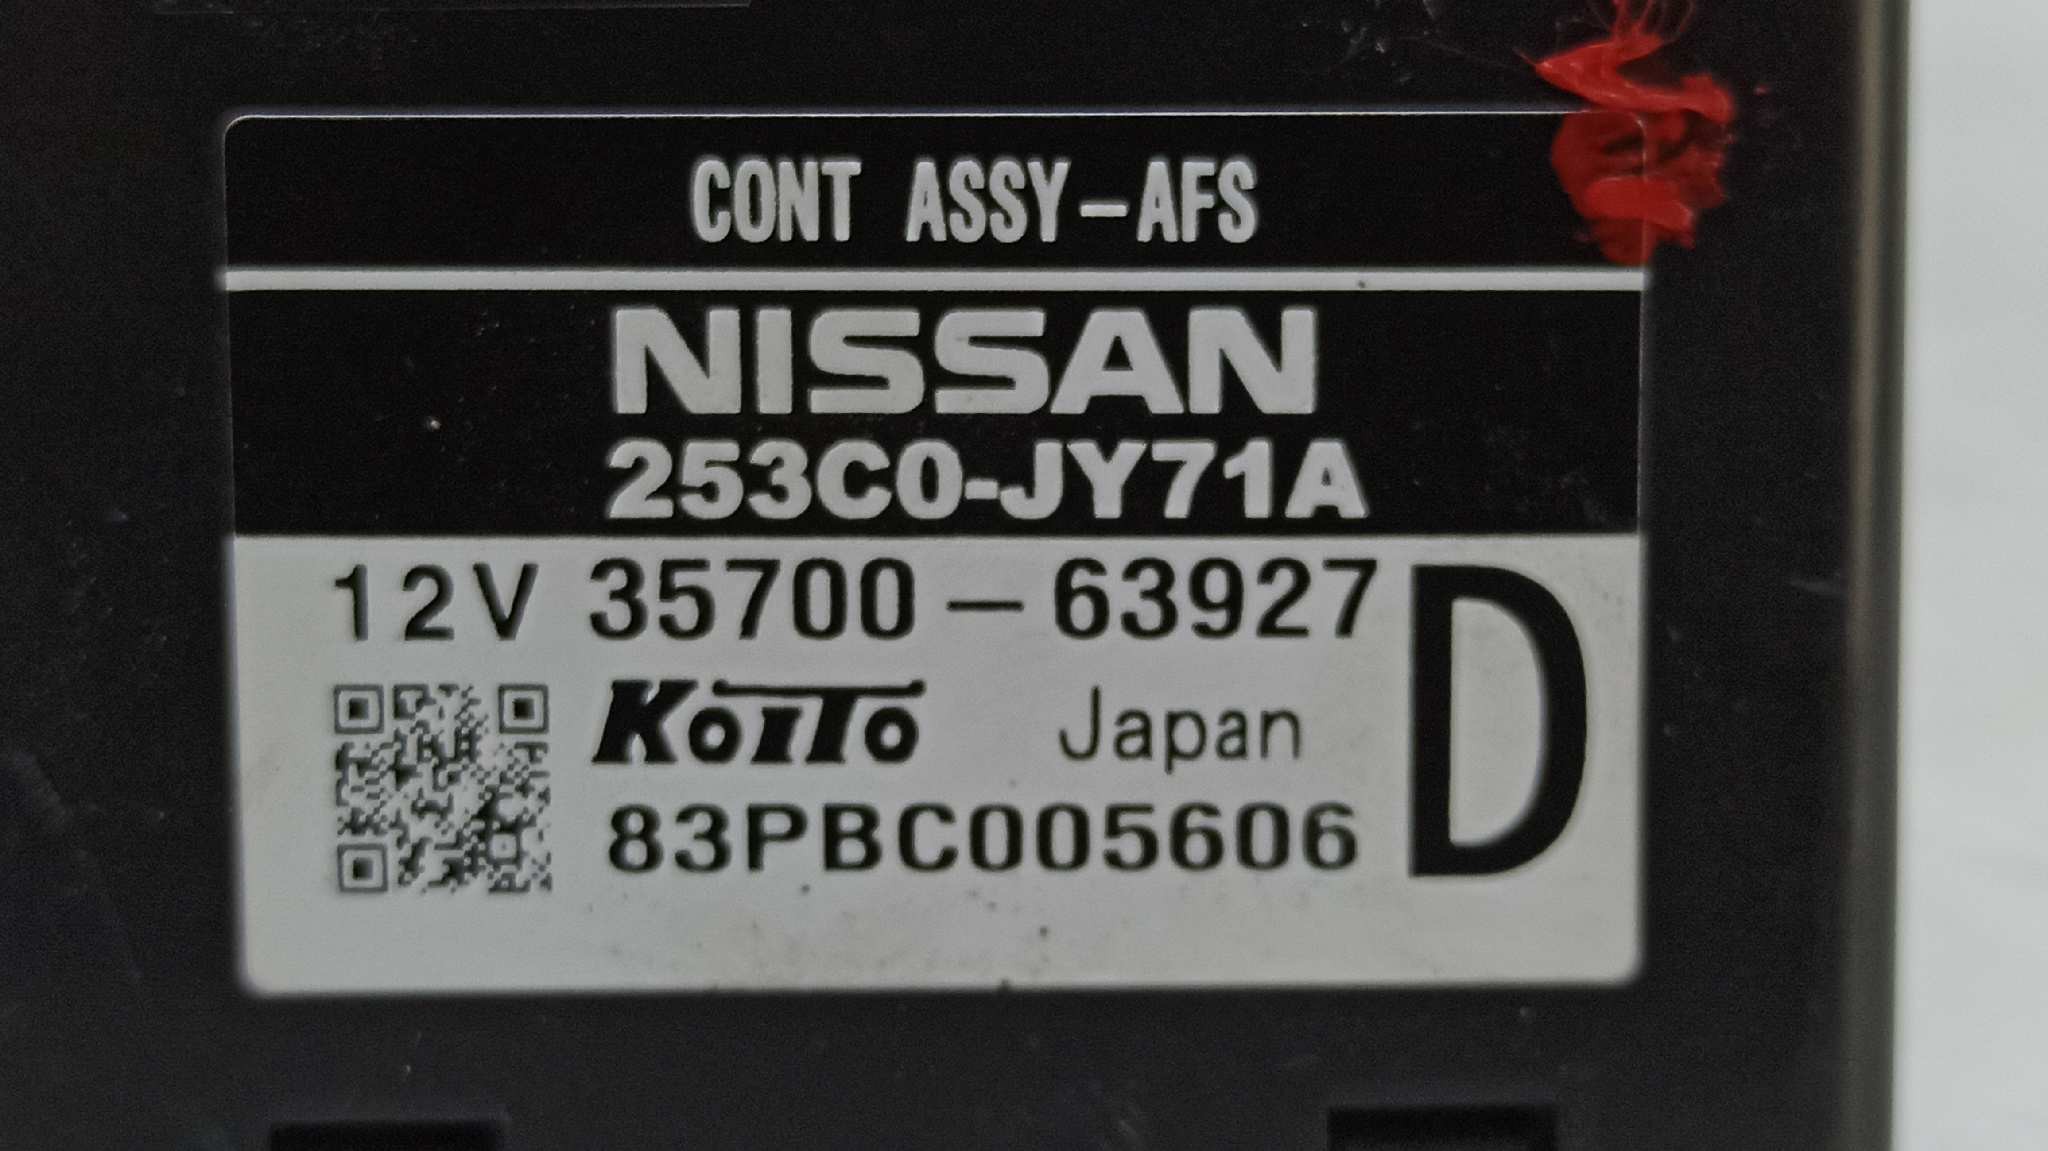 CONT ASSY-AFS
NISSAN
253C0-JY71A
12V 35700-63927 D
KOITO Japan
83PBC005606